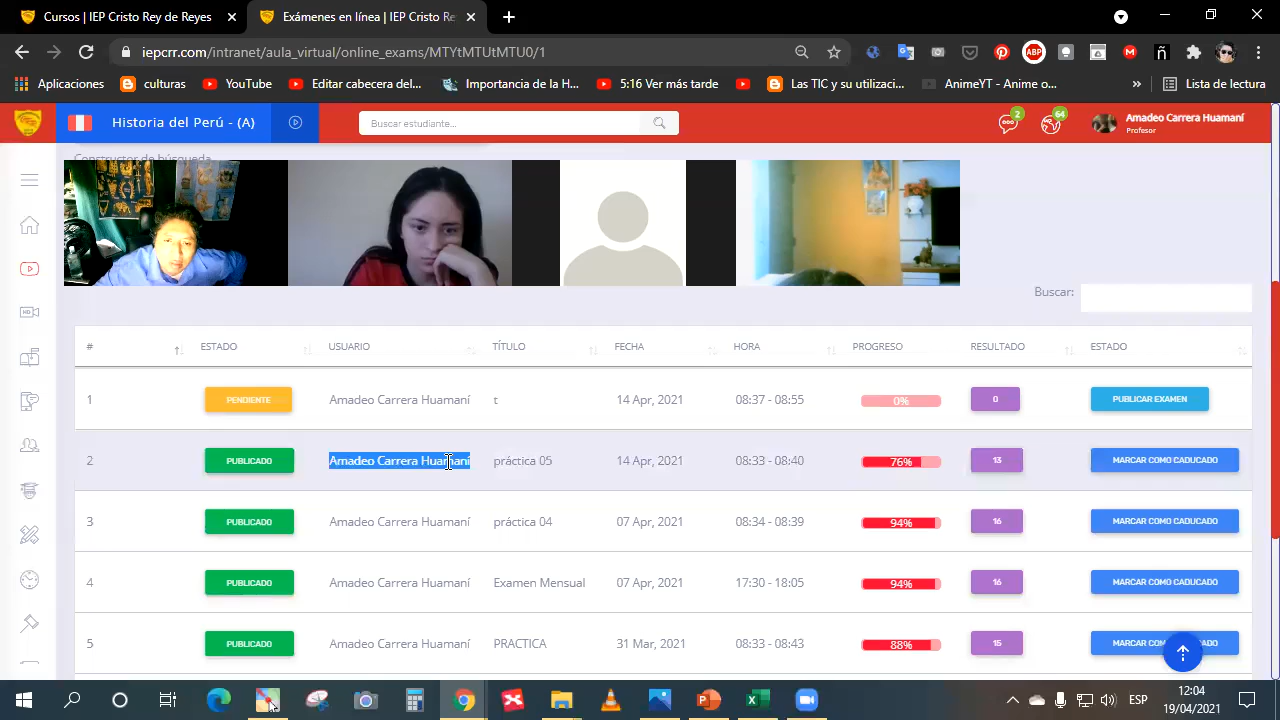 Cursos | IEP Cristo Rey de Reyes
Exámenes en línea | IEP Cristo Re
iepcrr.com/intranet/aula_virtual/online_exams/MTYtMTUtMTU0/1
Aplicaciones
culturas
YouTube
Editar cabecera del...
Importancia de la H...
5:16 Ver más tarde
Las TIC y su utilizaci...
AnimeYT - Anime o...
»
Lista de lectura
Historia del Perú - (A)
Buscar estudiante...
2
64
Amadeo Carrera Huamaní
Profesor
Constructor de búsqueda
Buscar:
# ESTADO USUARIO TÍTULO FECHA HORA PROGRESO RESULTADO ESTADO
1 PENDIENTE Amadeo Carrera Huamaní t 14 Apr, 2021 08:37 - 08:55 0% 0 PUBLICAR EXAMEN
2 PUBLICADO Amadeo Carrera Huamaní práctica 05 14 Apr, 2021 08:33 - 08:40 76% 13 MARCAR COMO CADUCADO
3 PUBLICADO Amadeo Carrera Huamaní práctica 04 07 Apr, 2021 08:34 - 08:39 94% 16 MARCAR COMO CADUCADO
4 PUBLICADO Amadeo Carrera Huamaní Examen Mensual 07 Apr, 2021 17:30 - 18:05 94% 16 MARCAR COMO CADUCADO
5 PUBLICADO Amadeo Carrera Huamaní PRACTICA 31 Mar, 2021 08:33 - 08:43 88% 15 MARCAR COMO CADUCADO
ESP
12:04
19/04/2021